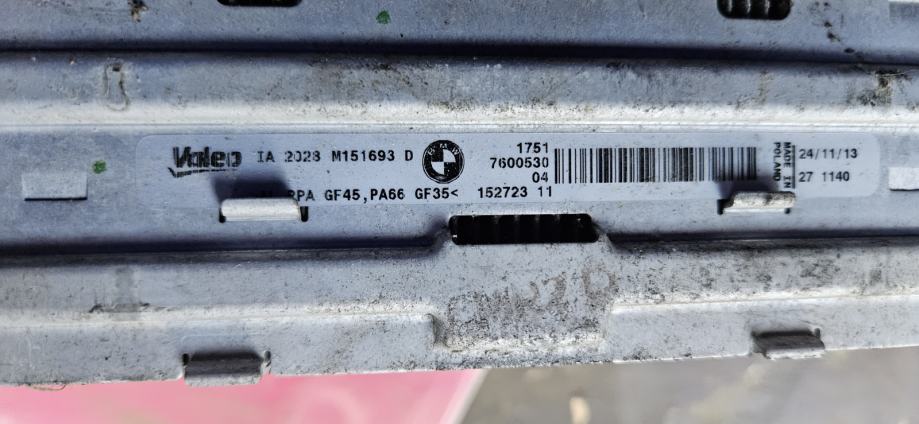 Valeo IA 2028 M151693 D BMW 1751
7600530
04
PPA GF45,PA66 GF35< 152723 11
MADE IN
POLAND
24/11/13
27 1140